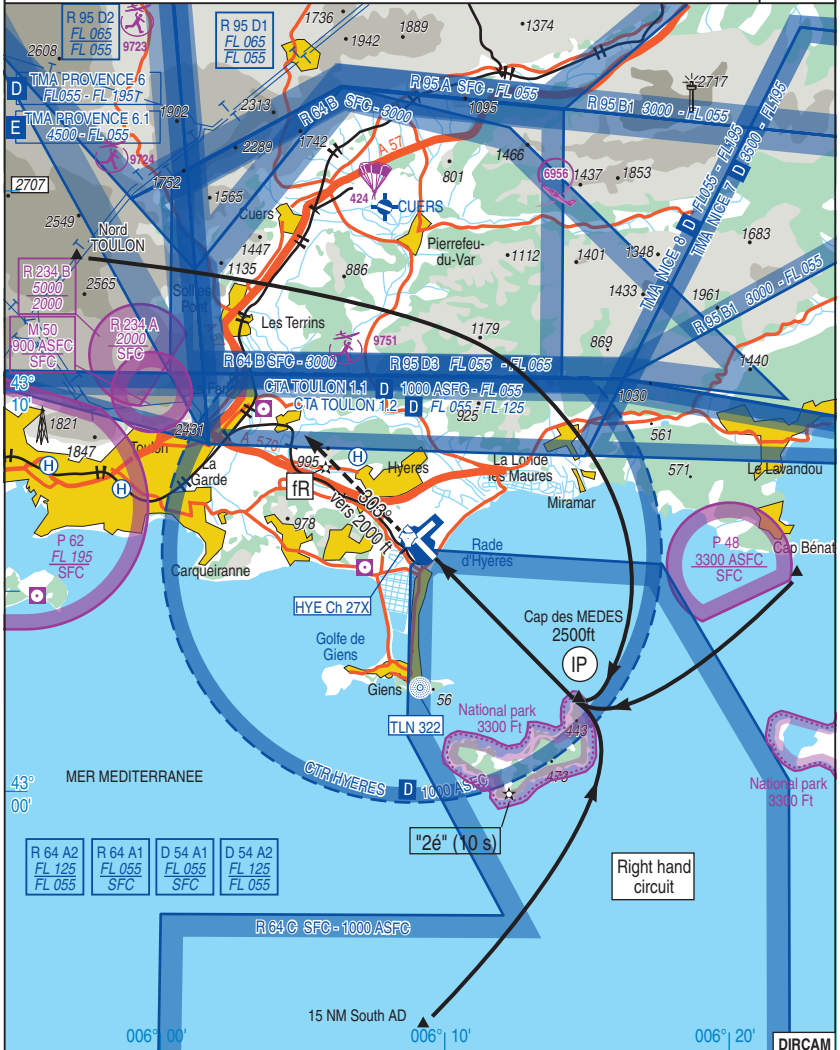 R 95 D2
FL 065
FL 055
9723
R 95 D1
FL 065
FL 055
1736
1942
1889
1374
2608
D
TMA PROVENCE 6
FL055 - FL 195
E
TMA PROVENCE 6.1
4500 - FL 055
1902
2313
2289
1742
R 64 B SFC - 3000
R 95 A SFC - FL 055
1095
2717
R 95 B1 3000 - FL 055
9724
1752
1565
A 57
424
CUERS
Cuers
801
1466
6956
1437
1853
2707
2549
Nord
TOULON
1447
1135
886
Pierrefeu-
du-Var
1112
1401
1348
1433
1683
1961
TMA NICE 8 D FL055 - FL195
TMA NICE 7 D 3500 - FL195
R 95 B1 3000 - FL 055
R 234 B
5000
2000
2565
Solliès
Pont
Les Terrins
R 234 A
2000
SFC
M 50
900 ASFC
SFC
9751
1179
869
1440
R 64 B SFC - 3000
R 95 D3 FL 055 - FL 065
43°
10'
CTA TOULON 1.1 D 1000 ASFC - FL 055
CTA TOULON 1.2 D FL 055 - FL 125
925
1030
1821
1847
2431
Toulon
La
Garde
A 570
995
H
Hyeres
La Londe
les Maures
561
571
Le Lavandou
H
H
fR
303°
vers 2000 ft
978
Miramar
P 62
FL 195
SFC
Carqueiranne
Rade
d'Hyères
P 48
3300 ASFC
SFC
Cap Bénat
HYE Ch 27X
Cap des MEDES
2500ft
IP
Golfe de
Giens
Giens
56
TLN 322
National park
3300 Ft
443
473
MER MEDITERRANEE
43°
00'
CTR HYERES D 1000 ASFC
National park
3300 Ft
"2é" (10 s)
R 64 A2
FL 125
FL 055
R 64 A1
FL 055
SFC
D 54 A1
FL 055
SFC
D 54 A2
FL 125
FL 055
Right hand
circuit
R 64 C SFC - 1000 ASFC
15 NM South AD
006° 00'
006° 10'
006° 20'
DIRCAM